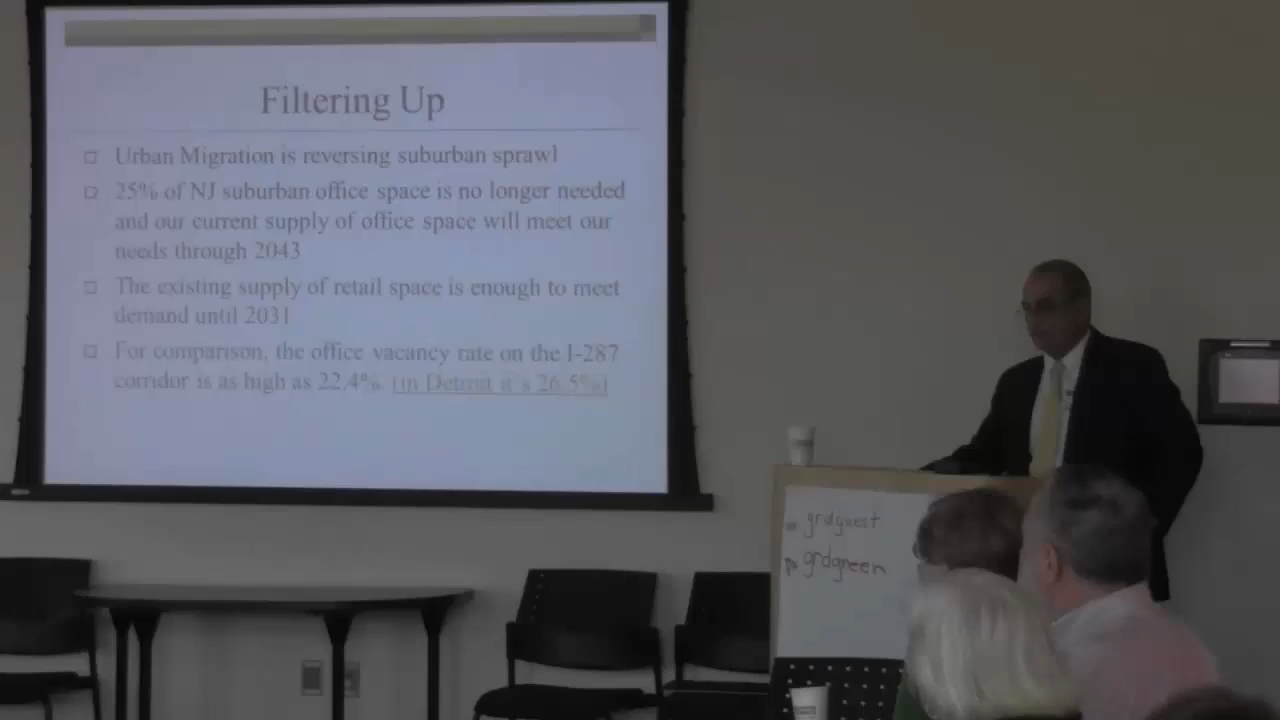 Filtering Up
Urban Migration is reversing suburban sprawl
25% of NJ suburban office space is no longer needed
and our current supply of office space will meet our
needs through 2043
The existing supply of retail space is enough to meet
demand until 2031
For comparison, the office vacancy rate on the I-287
corridor is as high as 22.4%. (in Detroit it's 26.5%)
grdguest
grdgreen